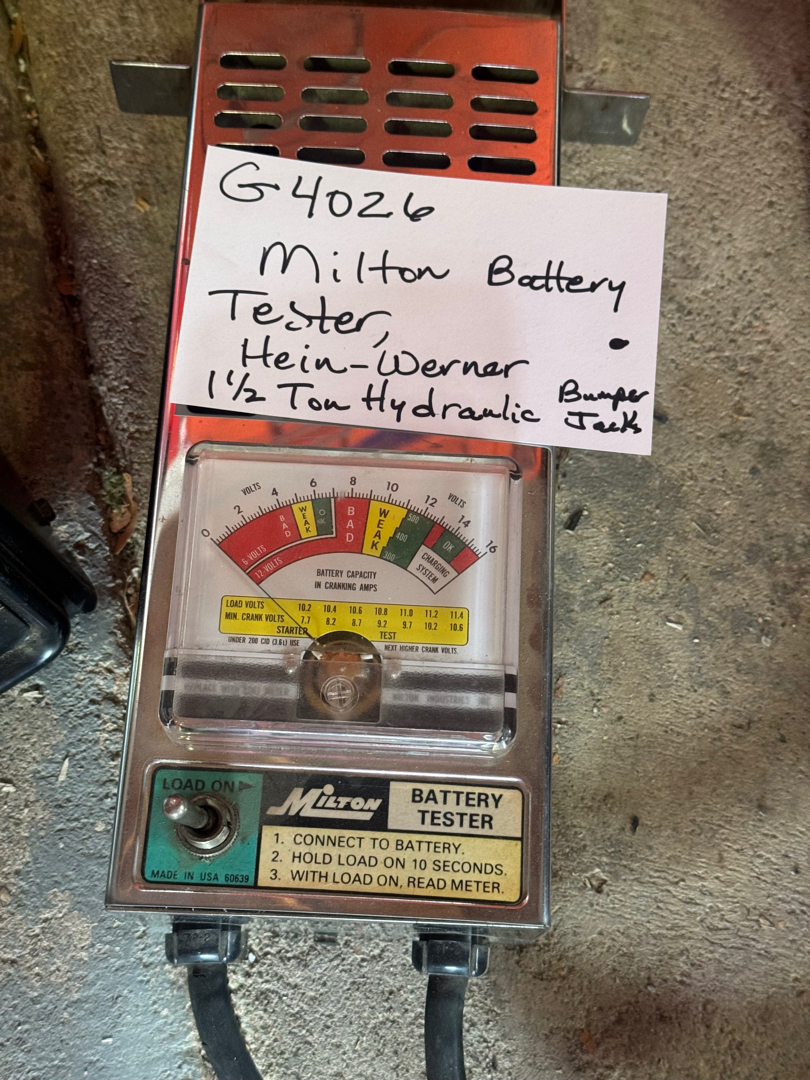 G4026
Milton Battery
Tester,
Hein-Werner
1 1/2 Ton Hydraulic Bumper
Jacks
VOLTS VOLTS
0 2 4 6 8 10 12 14 16
BAD WEAK OK BAD WEAK 300 400 500 OK
6-VOLTS
12-VOLTS
CHARGING
SYSTEM
BATTERY CAPACITY
IN CRANKING AMPS
LOAD VOLTS 10.2 10.4 10.6 10.8 11.0 11.2 11.4
MIN. CRANK VOLTS 7.7 8.2 8.7 9.2 9.7 10.2 10.6
STARTER TEST
UNDER 200 CID (3.6L) USE NEXT HIGHER CRANK VOLTS.
MILTON INDUSTRIES
LOAD ON
MILTON
BATTERY
TESTER
1. CONNECT TO BATTERY.
2. HOLD LOAD ON 10 SECONDS.
3. WITH LOAD ON, READ METER.
MADE IN USA 60639